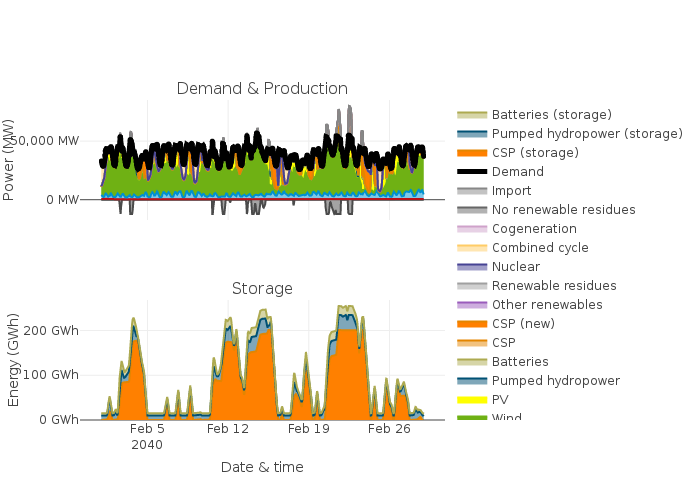 Demand & Production
Power (MW)
50,000 MW
0 MW
Storage
Energy (GWh)
200 GWh
100 GWh
0 GWh
Feb 5
2040
Feb 12
Feb 19
Feb 26
Date & time
Batteries (storage)
Pumped hydropower (storage)
CSP (storage)
Demand
Import
No renewable residues
Cogeneration
Combined cycle
Nuclear
Renewable residues
Other renewables
CSP (new)
CSP
Batteries
Pumped hydropower
PV
Wind